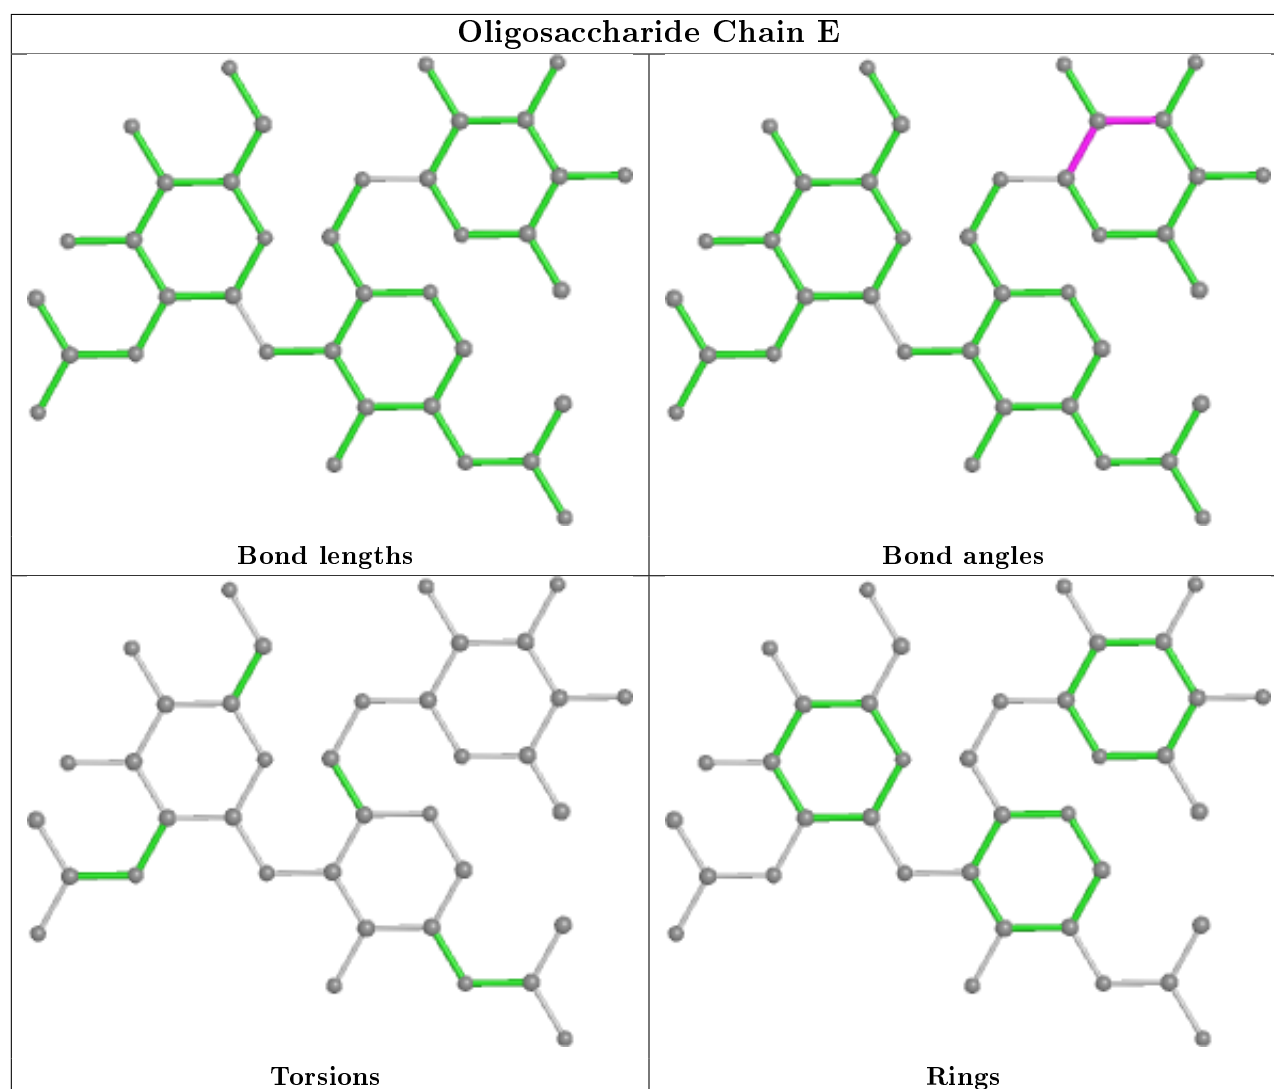 Oligosaccharide Chain E
Bond lengths
Bond angles
Torsions
Rings